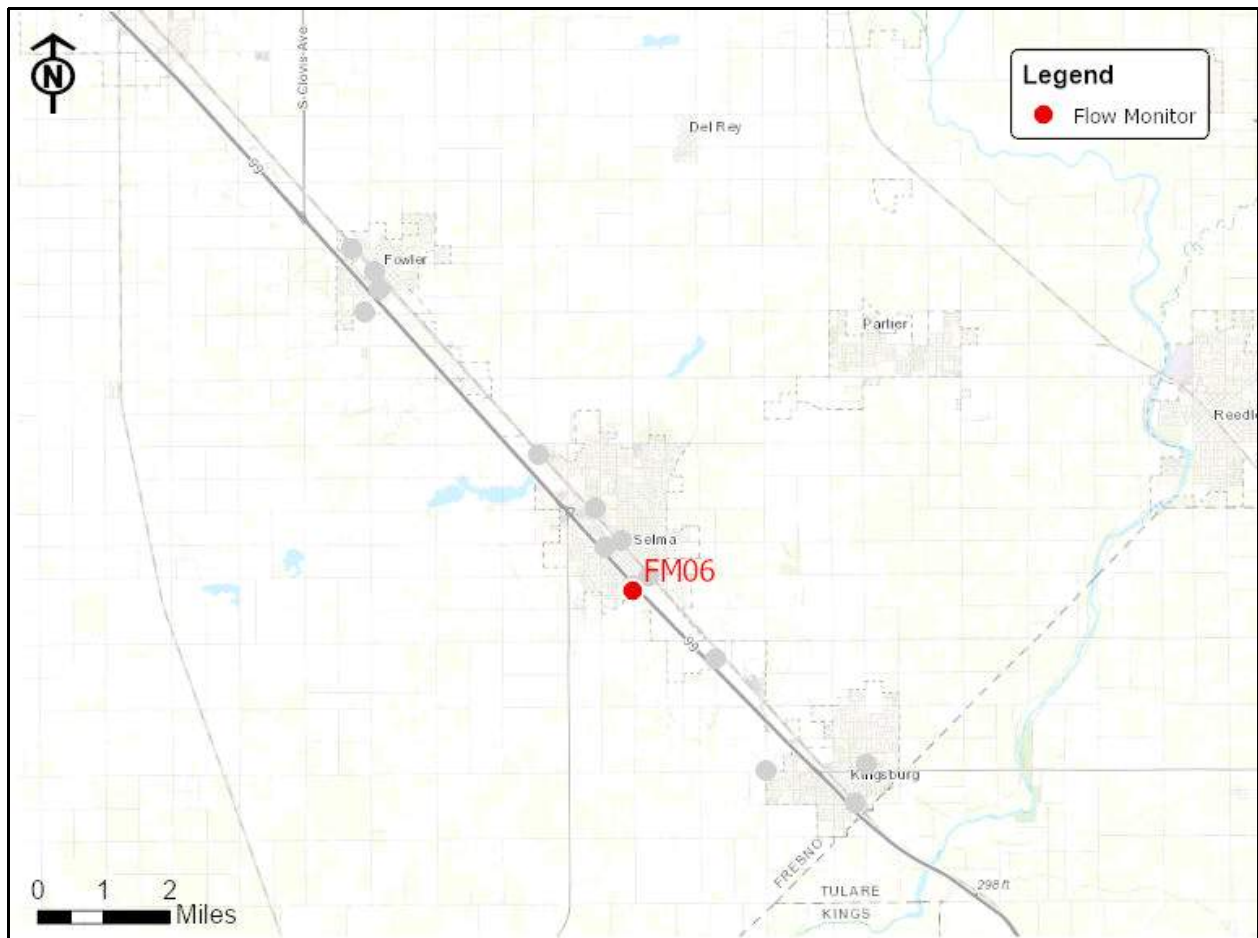 N
S Clovis Ave
Legend
Flow Monitor
Del Rey
99
Fowler
Parlier
Reedle
Selma
FM06
99
Kingsburg
FRESNO
298 ft
TULARE
KINGS
0 1 2
Miles